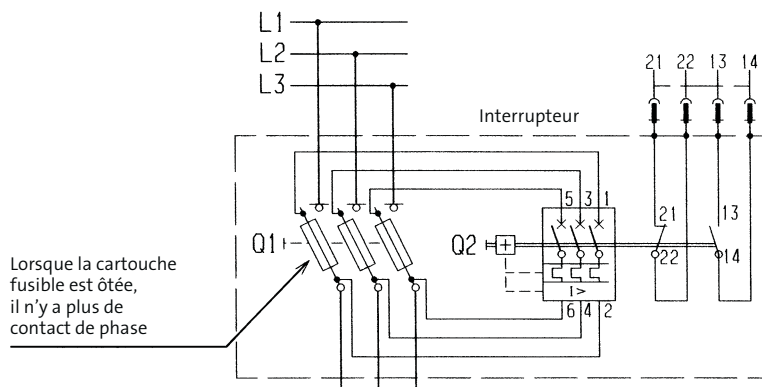 L1
L2
L3
21 22 13 14
Interrupteur
5 3 1
21
13
Q1
Q2
22
14
I >
6 4 2
Lorsque la cartouche
fusible est ôtée,
il n'y a plus de
contact de phase